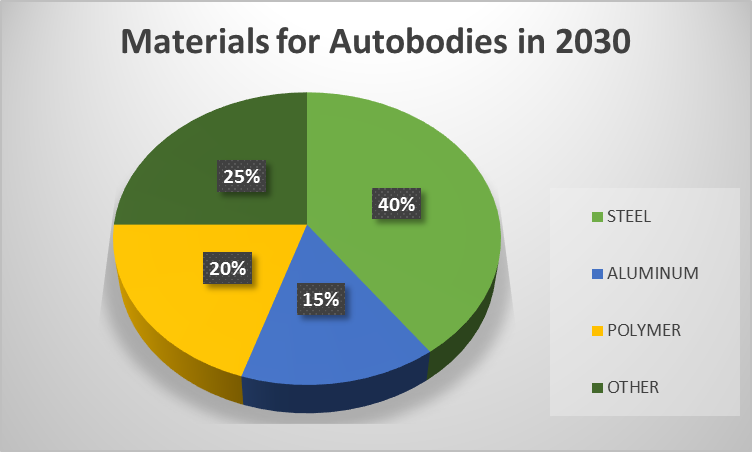 Materials for Autobodies in 2030
25%
40%
20%
15%
STEEL
ALUMINUM
POLYMER
OTHER